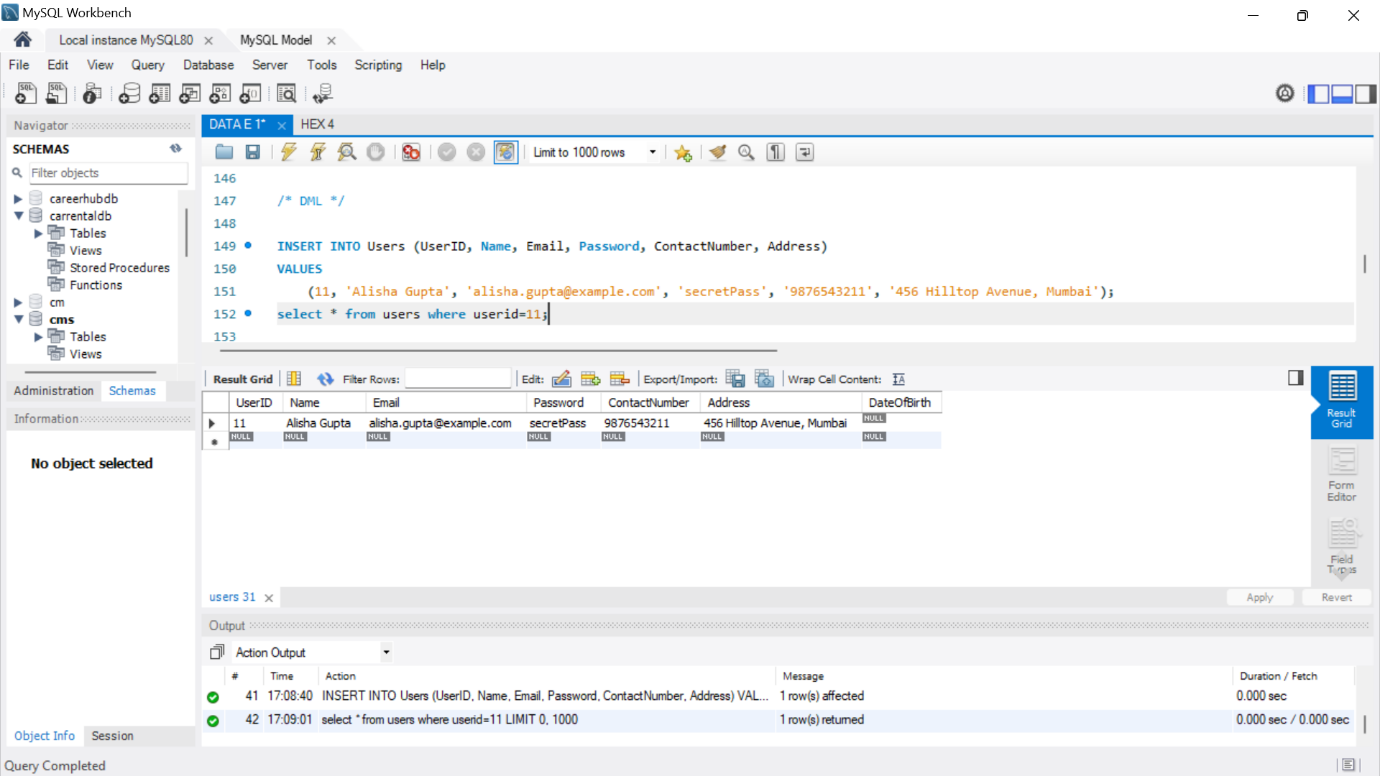 MySQL Workbench
Local instance MySQL80 MySQL Model
File Edit View Query Database Server Tools Scripting Help
Navigator
SCHEMAS
Filter objects
careerhubdb
carrentaldb
Tables
Views
Stored Procedures
Functions
cm
cms
Tables
Views
Administration Schemas
Information
No object selected
Object Info Session
DATA E 1* HEX 4
Limit to 1000 rows
146
147 /* DML */
148
149 INSERT INTO Users (UserID, Name, Email, Password, ContactNumber, Address)
150 VALUES
151 (11, 'Alisha Gupta', 'alisha.gupta@example.com', 'secretPass', '9876543211', '456 Hilltop Avenue, Mumbai');
152 select * from users where userid=11;
153
Result Grid Filter Rows: Edit: Export/Import: Wrap Cell Content:
UserID Name Email Password ContactNumber Address DateOfBirth
11 Alisha Gupta alisha.gupta@example.com secretPass 9876543211 456 Hilltop Avenue, Mumbai NULL
NULL NULL NULL NULL NULL NULL NULL
Result
Grid
Form
Editor
Field
Types
users 31 Apply Revert
Output
Action Output
# Time Action Message Duration / Fetch
41 17:08:40 INSERT INTO Users (UserID, Name, Email, Password, ContactNumber, Address) VAL... 1 row(s) affected 0.000 sec
42 17:09:01 select * from users where userid=11 LIMIT 0, 1000 1 row(s) returned 0.000 sec / 0.000 sec
Query Completed